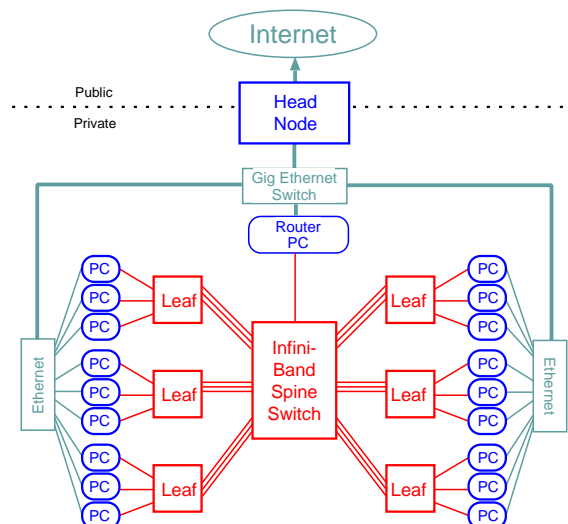 Internet
Public
Private
Head
Node
Gig Ethernet
Switch
Router
PC
PC
PC
PC
Leaf
PC
PC
PC
Leaf
PC
PC
PC
Leaf
Ethernet
Infini-
Band
Spine
Switch
Leaf
PC
PC
PC
Leaf
PC
PC
PC
Leaf
PC
PC
PC
Ethernet